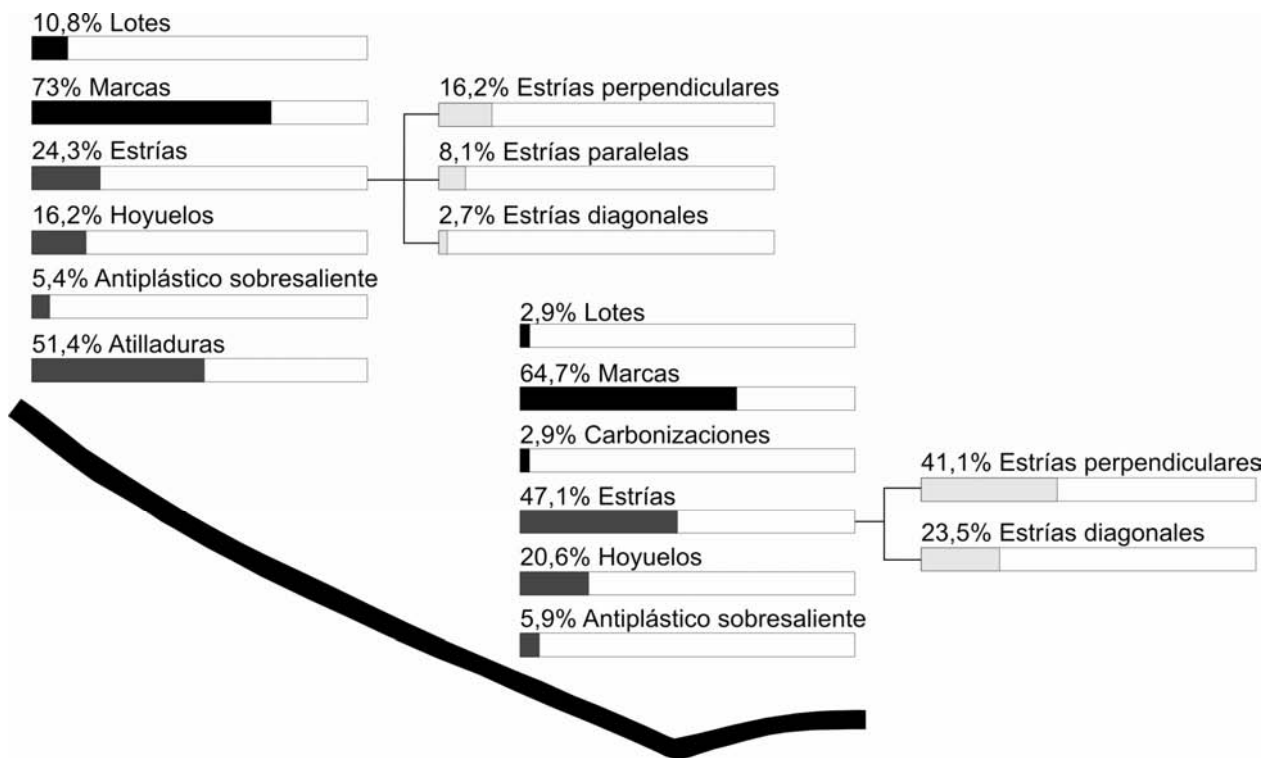 10,8% Lotes
73% Marcas
24,3% Estrías
16,2% Hoyuelos
5,4% Antiplástico sobresaliente
51,4% Atilladuras
16,2% Estrías perpendiculares
8,1% Estrías paralelas
2,7% Estrías diagonales
2,9% Lotes
64,7% Marcas
2,9% Carbonizaciones
47,1% Estrías
20,6% Hoyuelos
5,9% Antiplástico sobresaliente
41,1% Estrías perpendiculares
23,5% Estrías diagonales